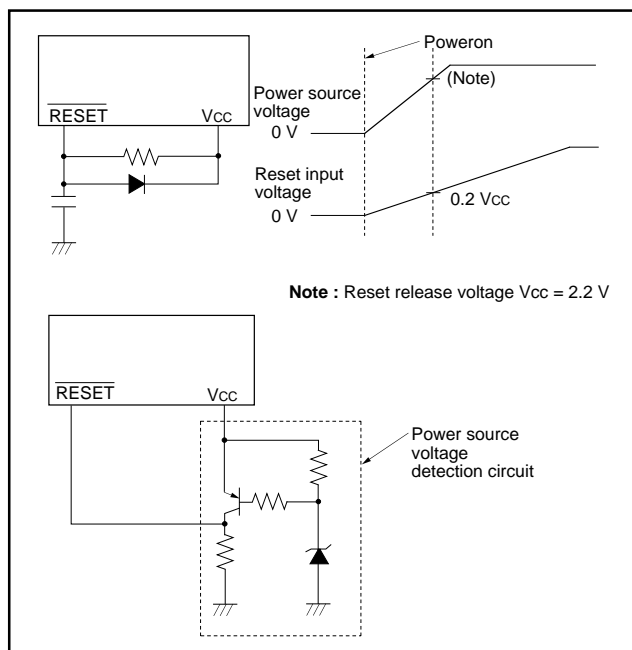 Poweron
(Note)
Power source
voltage
0 V
RESET
VCC
Reset input
voltage
0.2 VCC
0 V
Note : Reset release voltage Vcc = 2.2 V
RESET
VCC
Power source
voltage
detection circuit